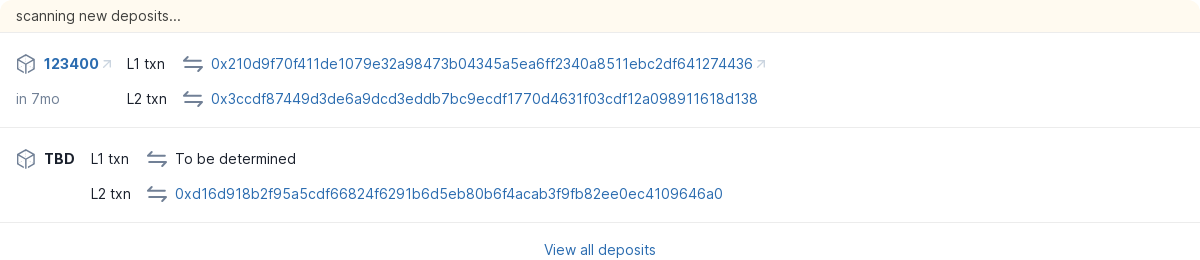 scanning new deposits...
123400 L1 txn 0x210d9f70f411de1079e32a98473b04345a5ea6ff2340a8511ebc2df641274436
in 7mo L2 txn 0x3ccdf87449d3de6a9dcd3eddb7bc9ecdf1770d4631f03cdf12a098911618d138
TBD L1 txn To be determined
L2 txn 0xd16d918b2f95a5cdf66824f6291b6d5eb80b6f4acab3f9fb82ee0ec4109646a0
View all deposits